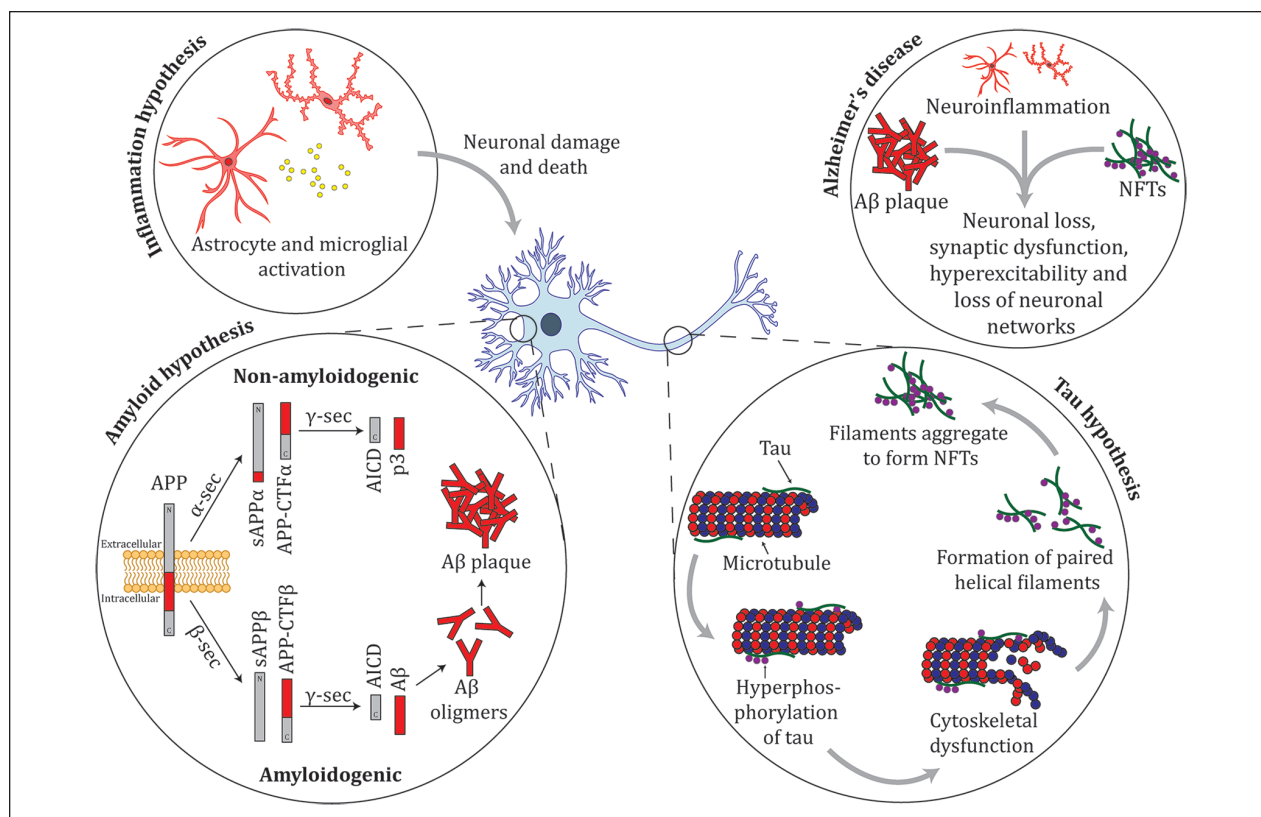 Inflammation hypothesis
Astrocyte and microglial
activation
Neuronal damage
and death
Alzheimer's disease
Neuroinflammation
Aβ plaque
NFTs
Neuronal loss,
synaptic dysfunction,
hyperexcitability and
loss of neuronal
networks
Amyloid hypothesis
Non-amyloidogenic
APP
N
C
Extracellular
Intracellular
α-sec
β-sec
N
sAPPα
C
APP-CTFα
γ-sec
C
AICD
p3
N
sAPPβ
C
APP-CTFβ
γ-sec
C
AICD
Aβ
Aβ
oligmers
Aβ plaque
Amyloidogenic
Tau hypothesis
Tau
Microtubule
Hyperphos-
phorylation
of tau
Cytoskeletal
dysfunction
Formation of paired
helical filaments
Filaments aggregate
to form NFTs